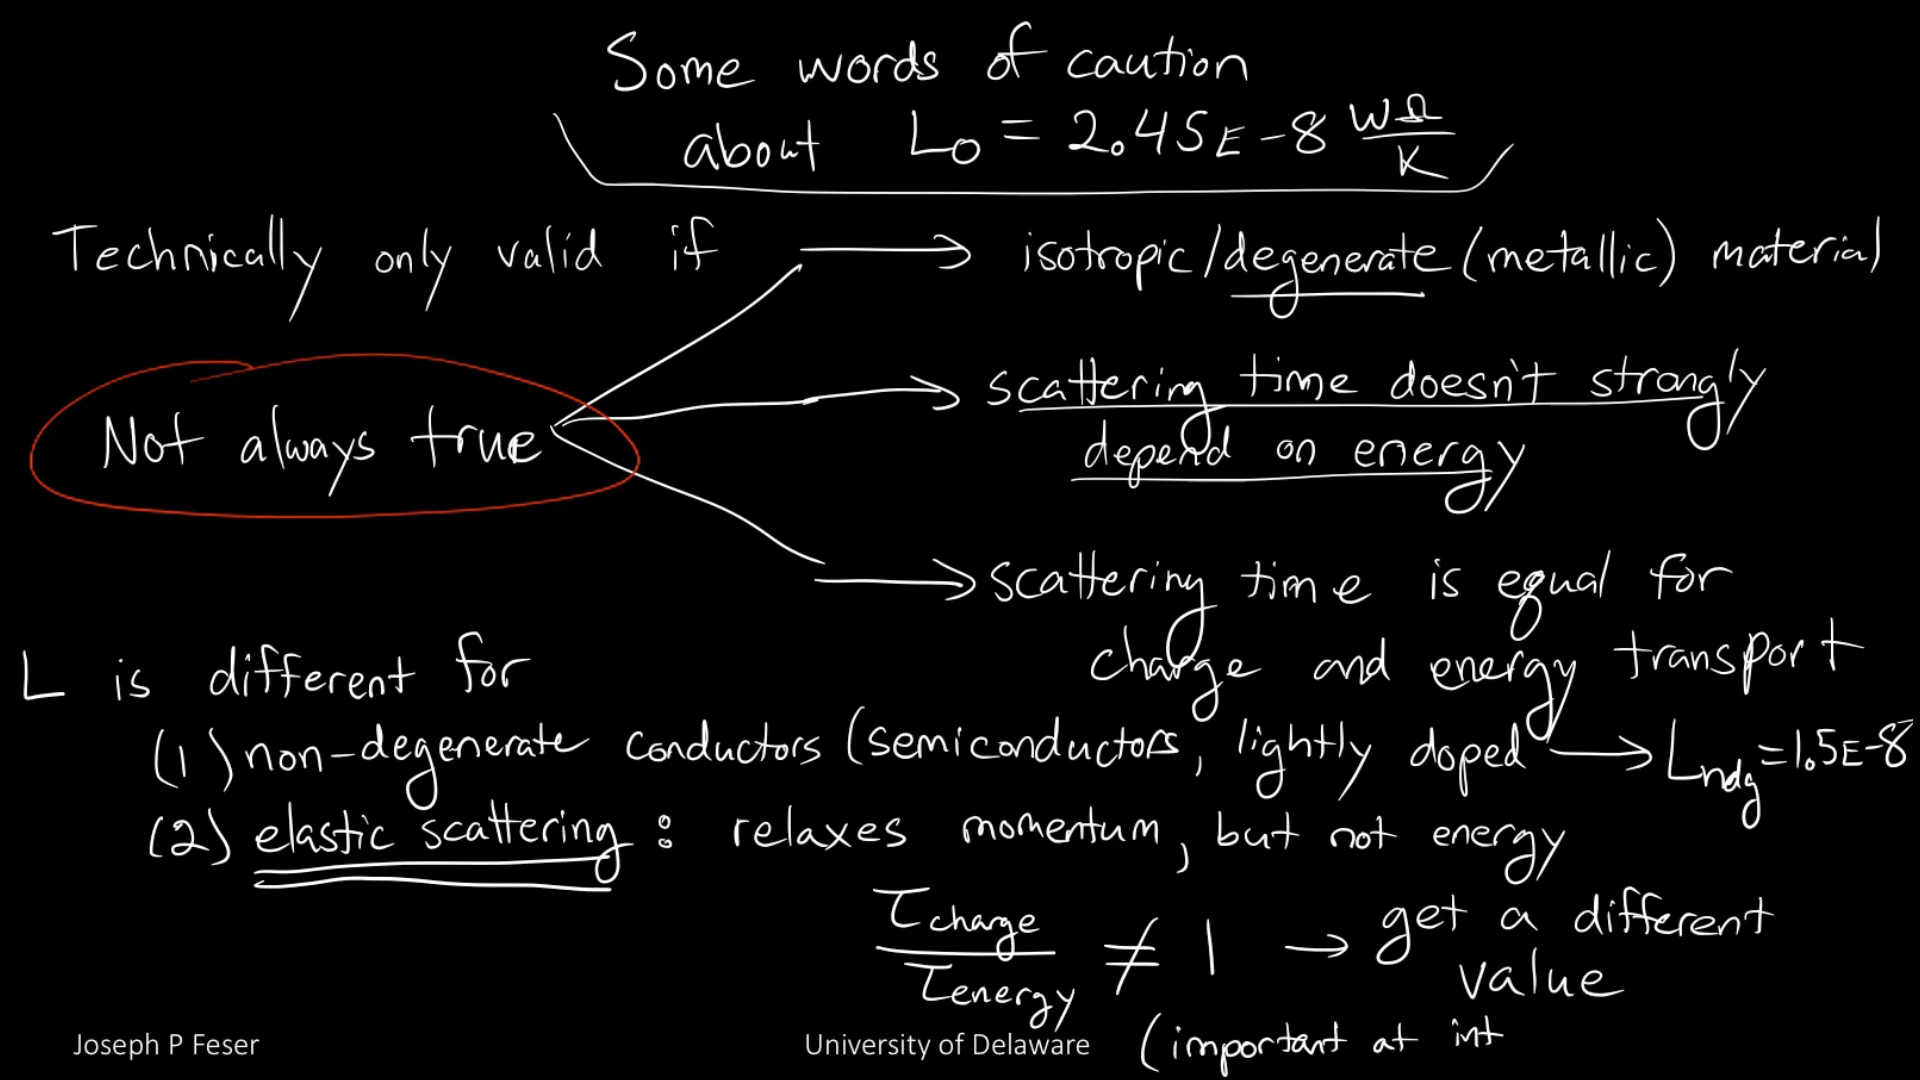 Some words of caution
about L₀ = 2.45E-8 WΩ/K
Technically only valid if → isotropic/degenerate (metallic) material
Not always true → scattering time doesn't strongly
depend on energy
→ scattering time is equal for
charge and energy transport
L is different for
(1) non-degenerate conductors (semiconductors, lightly doped → Lndg = 1.5E-8
(2) elastic scattering: relaxes momentum, but not energy
τcharge/τenergy ≠ 1 → get a different
value
(important at int
Joseph P Feser
University of Delaware